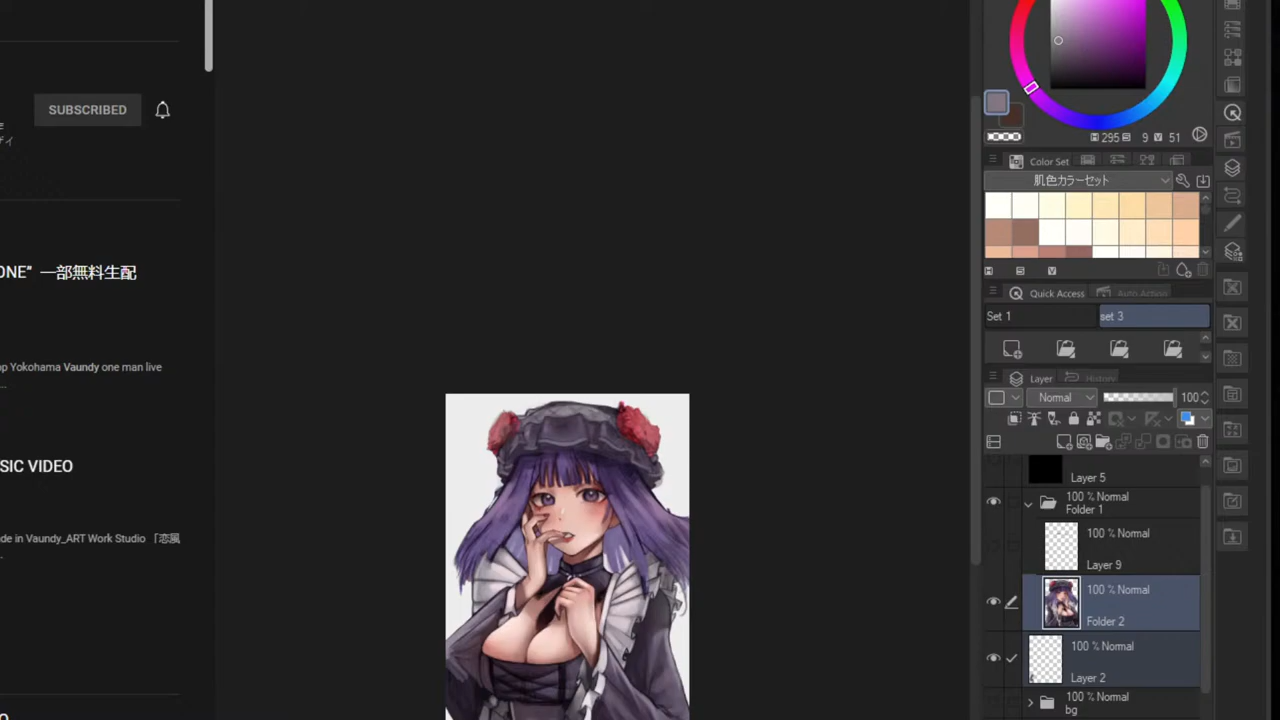 SUBSCRIBED
ザイ
ONE" 一部無料生配
op Yokohama Vaundy one man live
...
SIC VIDEO
de in Vaundy_ART Work Studio 「恋風
...
H 295 S 9 V 51
Color Set
肌色カラーセット
H S V
Quick Access
Auto Action
Set 1
set 3
Layer
History
Normal
100
Layer 5
100 % Normal
Folder 1
100 % Normal
Layer 9
100 % Normal
Folder 2
100 % Normal
Layer 2
100 % Normal
bg